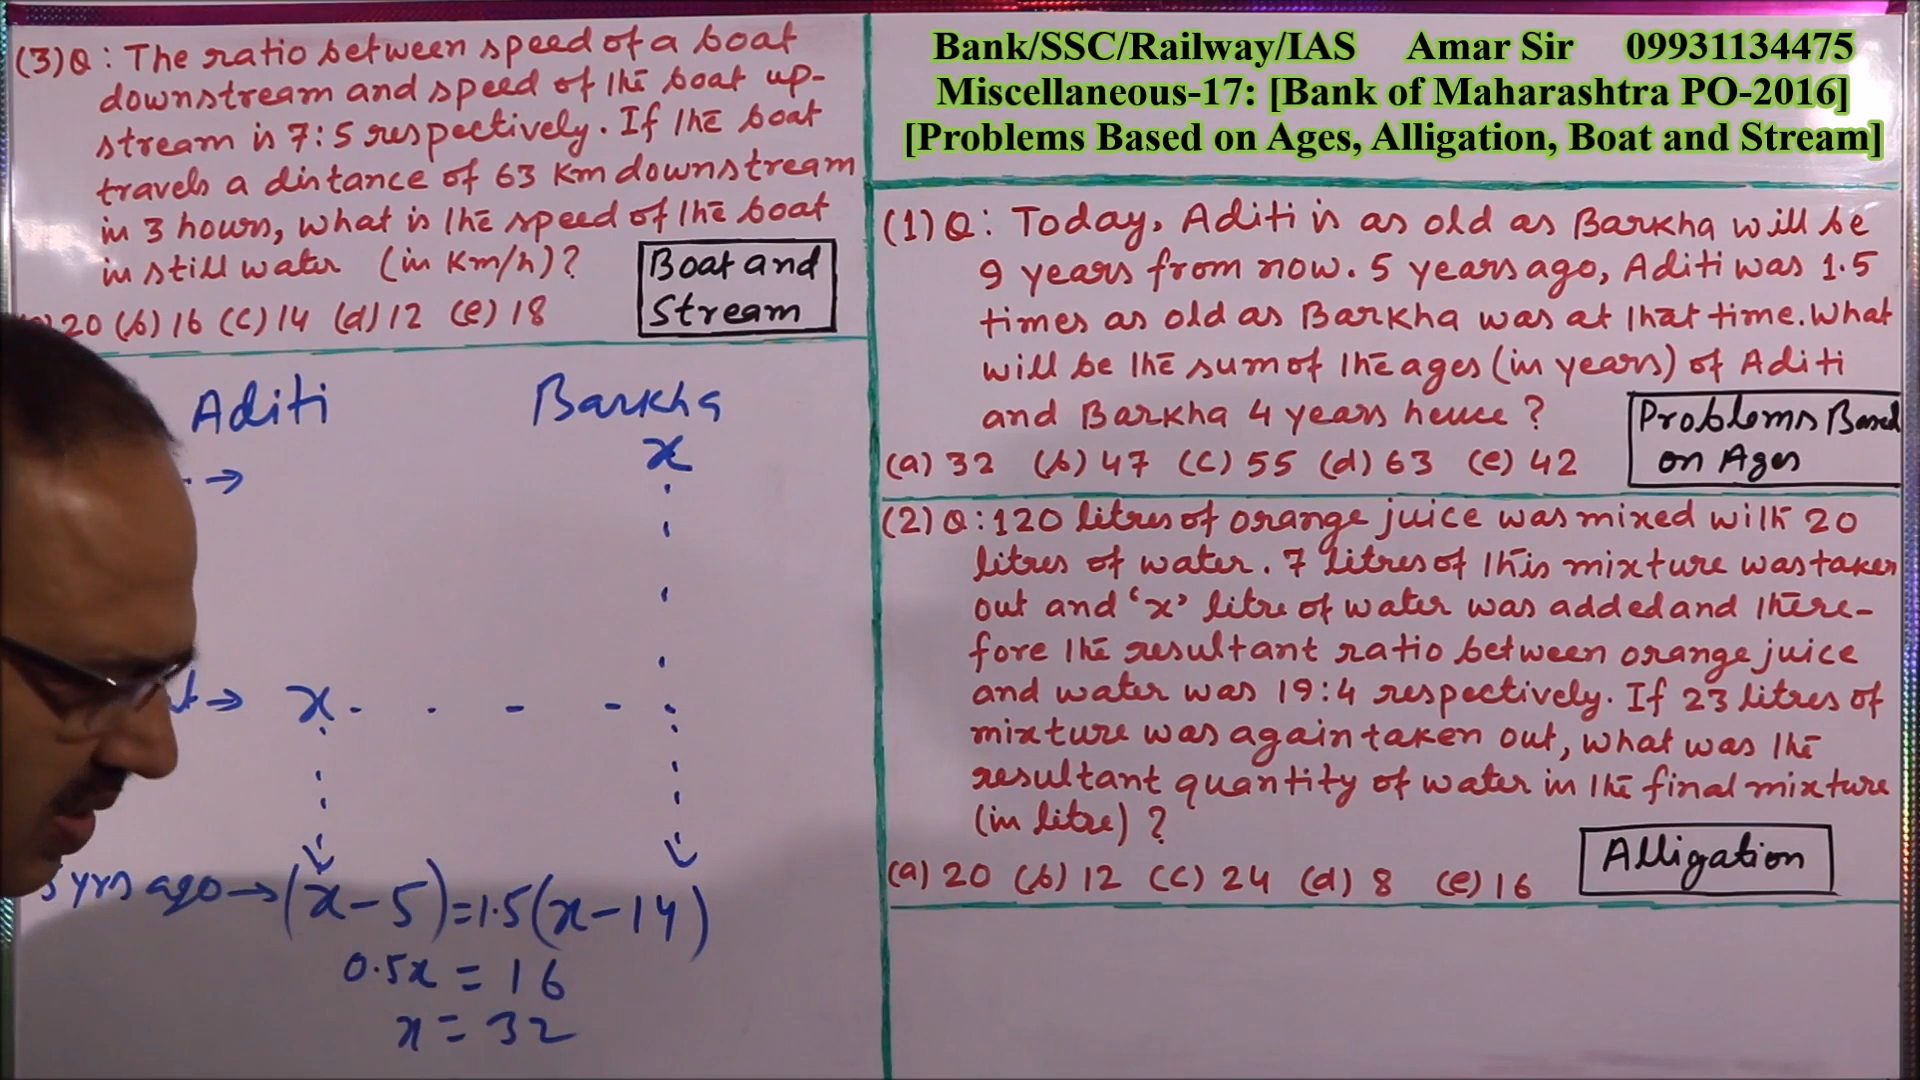 Bank/SSC/Railway/IAS Amar Sir 09931134475
Miscellaneous-17: [Bank of Maharashtra PO-2016]
[Problems Based on Ages, Alligation, Boat and Stream]
(3) Q: The ratio between speed of a boat
downstream and speed of the boat up-
stream is 7:5 respectively. If the boat
travels a distance of 63 Km downstream
in 3 hours, what is the speed of the boat
in still water (in Km/h)?
20 (b) 16 (c) 14 (d) 12 (e) 18
Boat and
Stream
Aditi Barkha
x
→
→ x
5 yrs ago → (x-5) = 1.5(x-14)
0.5x = 16
x = 32
(1) Q: Today, Aditi is as old as Barkha will be
9 years from now. 5 years ago, Aditi was 1.5
times as old as Barkha was at that time. What
will be the sum of the ages (in years) of Aditi
and Barkha 4 years hence?
(a) 32 (b) 47 (c) 55 (d) 63 (e) 42
Problems Based
on Ages
(2) Q: 120 litres of orange juice was mixed with 20
litres of water. 7 litres of this mixture was taken
out and 'x' litre of water was added and there-
fore the resultant ratio between orange juice
and water was 19:4 respectively. If 23 litres of
mixture was again taken out, what was the
resultant quantity of water in the final mixture
(in litre)?
(a) 20 (b) 12 (c) 24 (d) 8 (e) 16
Alligation